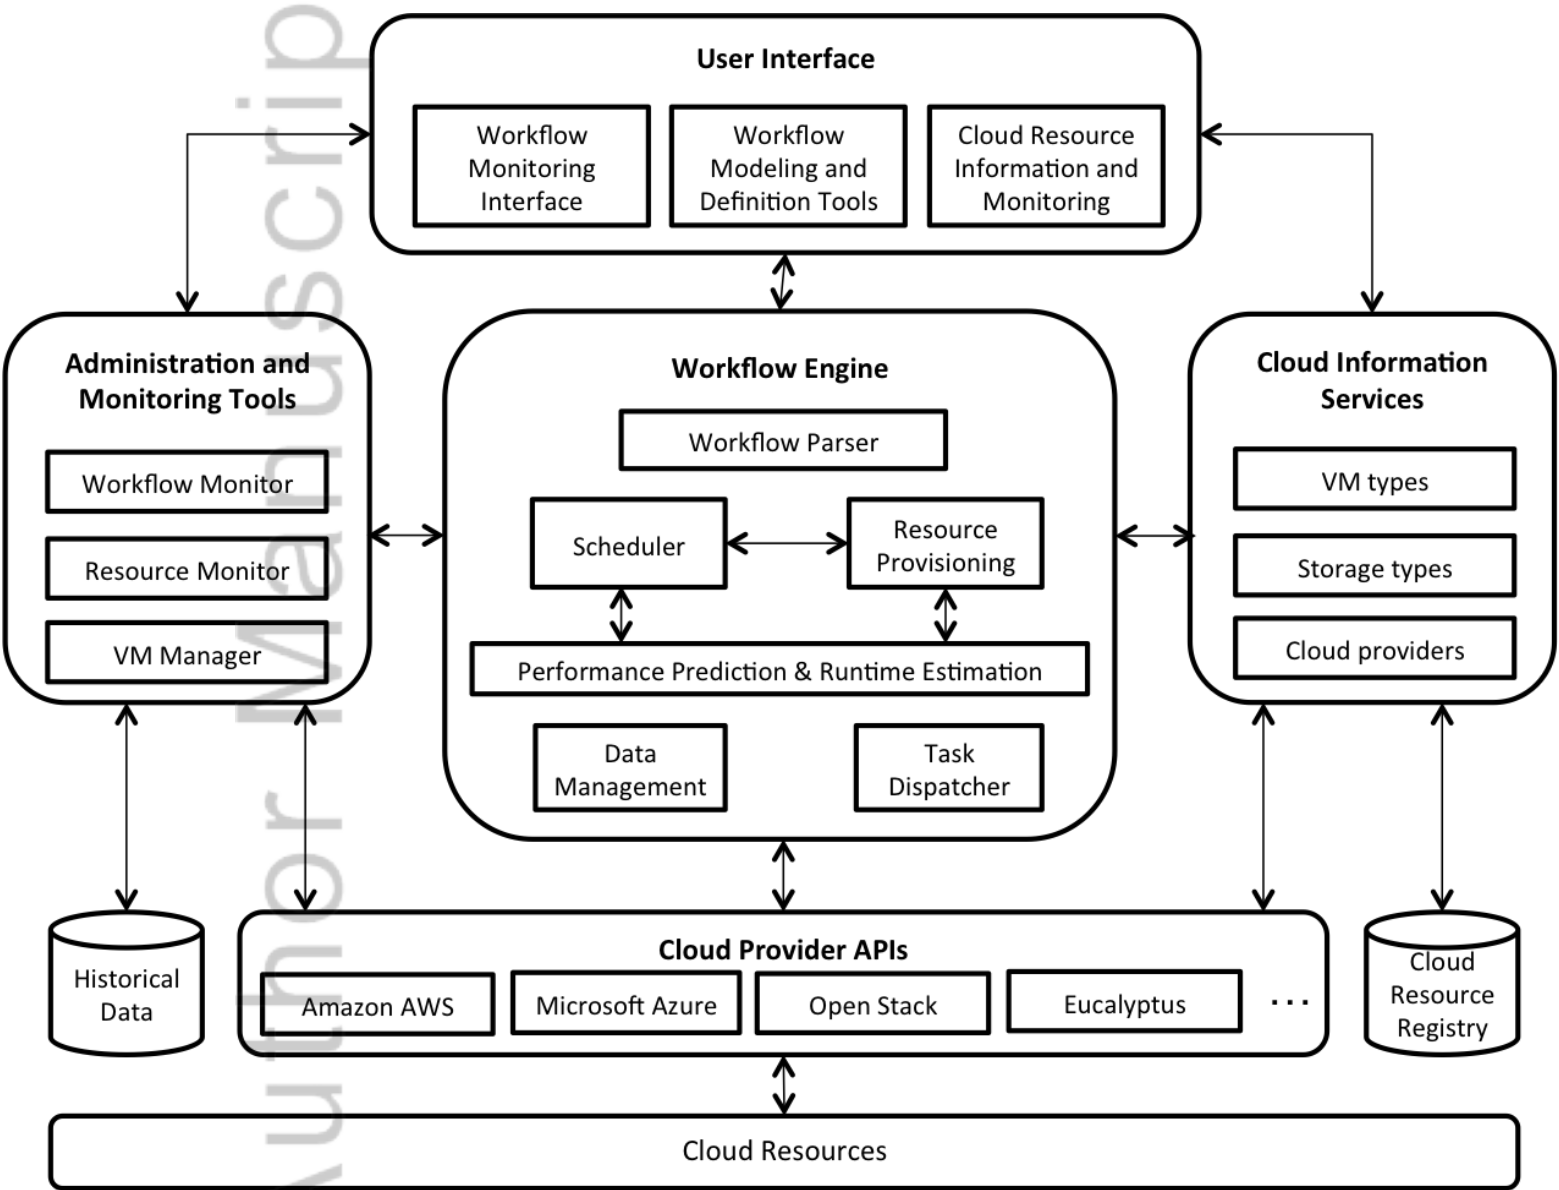 User Interface
Workflow
Monitoring
Interface
Workflow
Modeling and
Definition Tools
Cloud Resource
Information and
Monitoring
Administration and
Monitoring Tools
Workflow Monitor
Resource Monitor
VM Manager
Workflow Engine
Workflow Parser
Scheduler
Resource
Provisioning
Performance Prediction & Runtime Estimation
Data
Management
Task
Dispatcher
Cloud Information
Services
VM types
Storage types
Cloud providers
Historical
Data
Cloud Provider APIs
Amazon AWS
Microsoft Azure
Open Stack
Eucalyptus
...
Cloud
Resource
Registry
Cloud Resources
Author Manuscrip